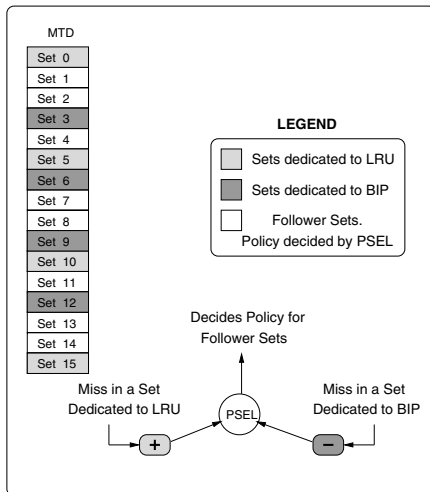 MTD
Set 0
Set 1
Set 2
Set 3
Set 4
Set 5
Set 6
Set 7
Set 8
Set 9
Set 10
Set 11
Set 12
Set 13
Set 14
Set 15
LEGEND
Sets dedicated to LRU
Sets dedicated to BIP
Follower Sets.
Policy decided by PSEL
Decides Policy for
Follower Sets
Miss in a Set
Dedicated to LRU
+
PSEL
Miss in a Set
Dedicated to BIP
−